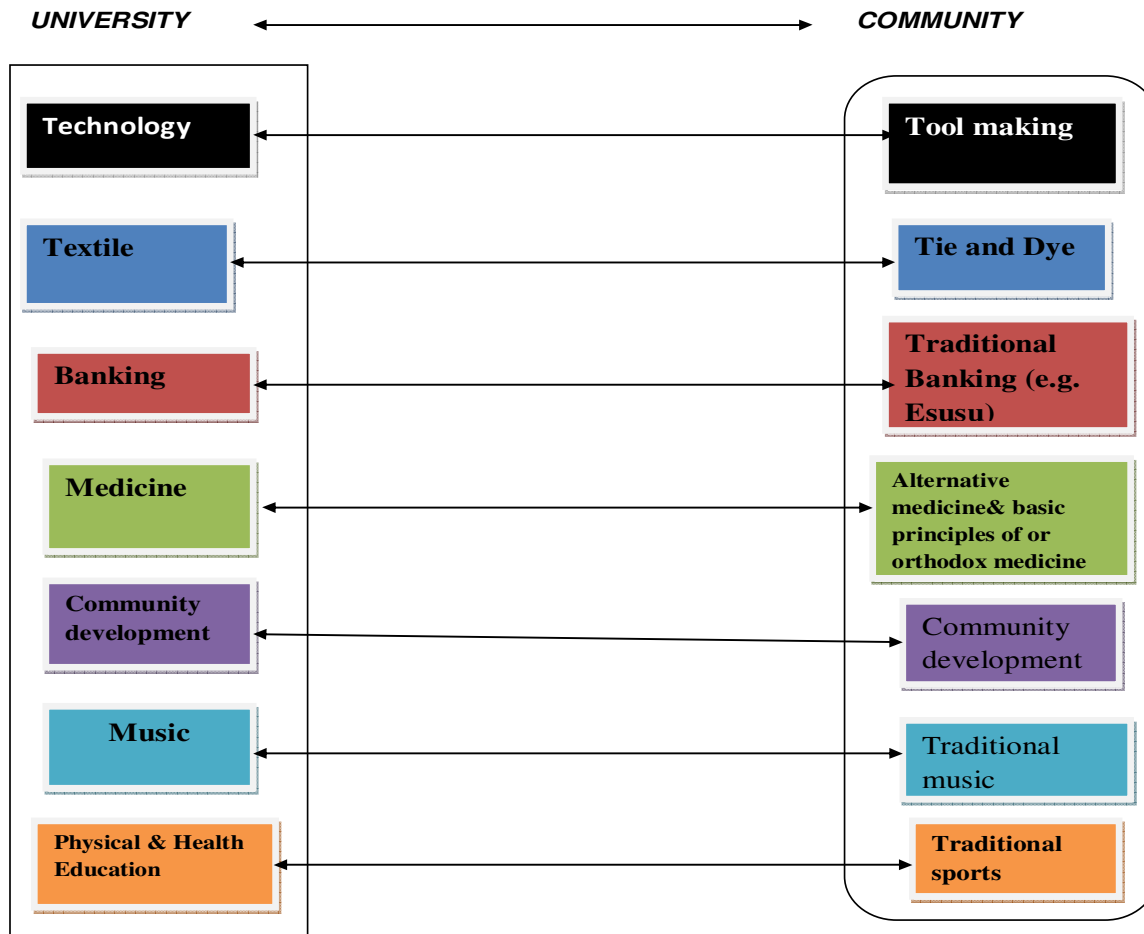 UNIVERSITY
COMMUNITY
Technology
Tool making
Textile
Tie and Dye
Banking
Traditional
Banking (e.g.
Esusu)
Medicine
Alternative
medicine& basic
principles of or
orthodox medicine
Community
development
Community
development
Music
Traditional
music
Physical & Health
Education
Traditional
sports